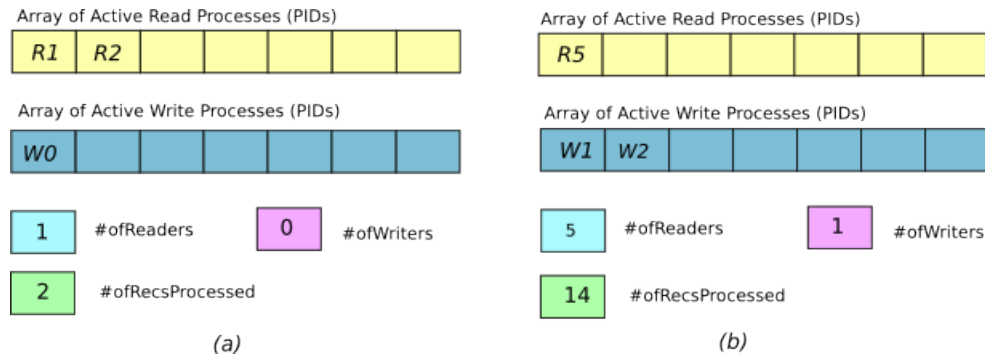 Array of Active Read Processes (PIDs)
R1 R2
Array of Active Write Processes (PIDs)
W0
1 #ofReaders 0 #ofWriters
2 #ofRecsProcessed
(a)
Array of Active Read Processes (PIDs)
R5
Array of Active Write Processes (PIDs)
W1 W2
5 #ofReaders 1 #ofWriters
14 #ofRecsProcessed
(b)